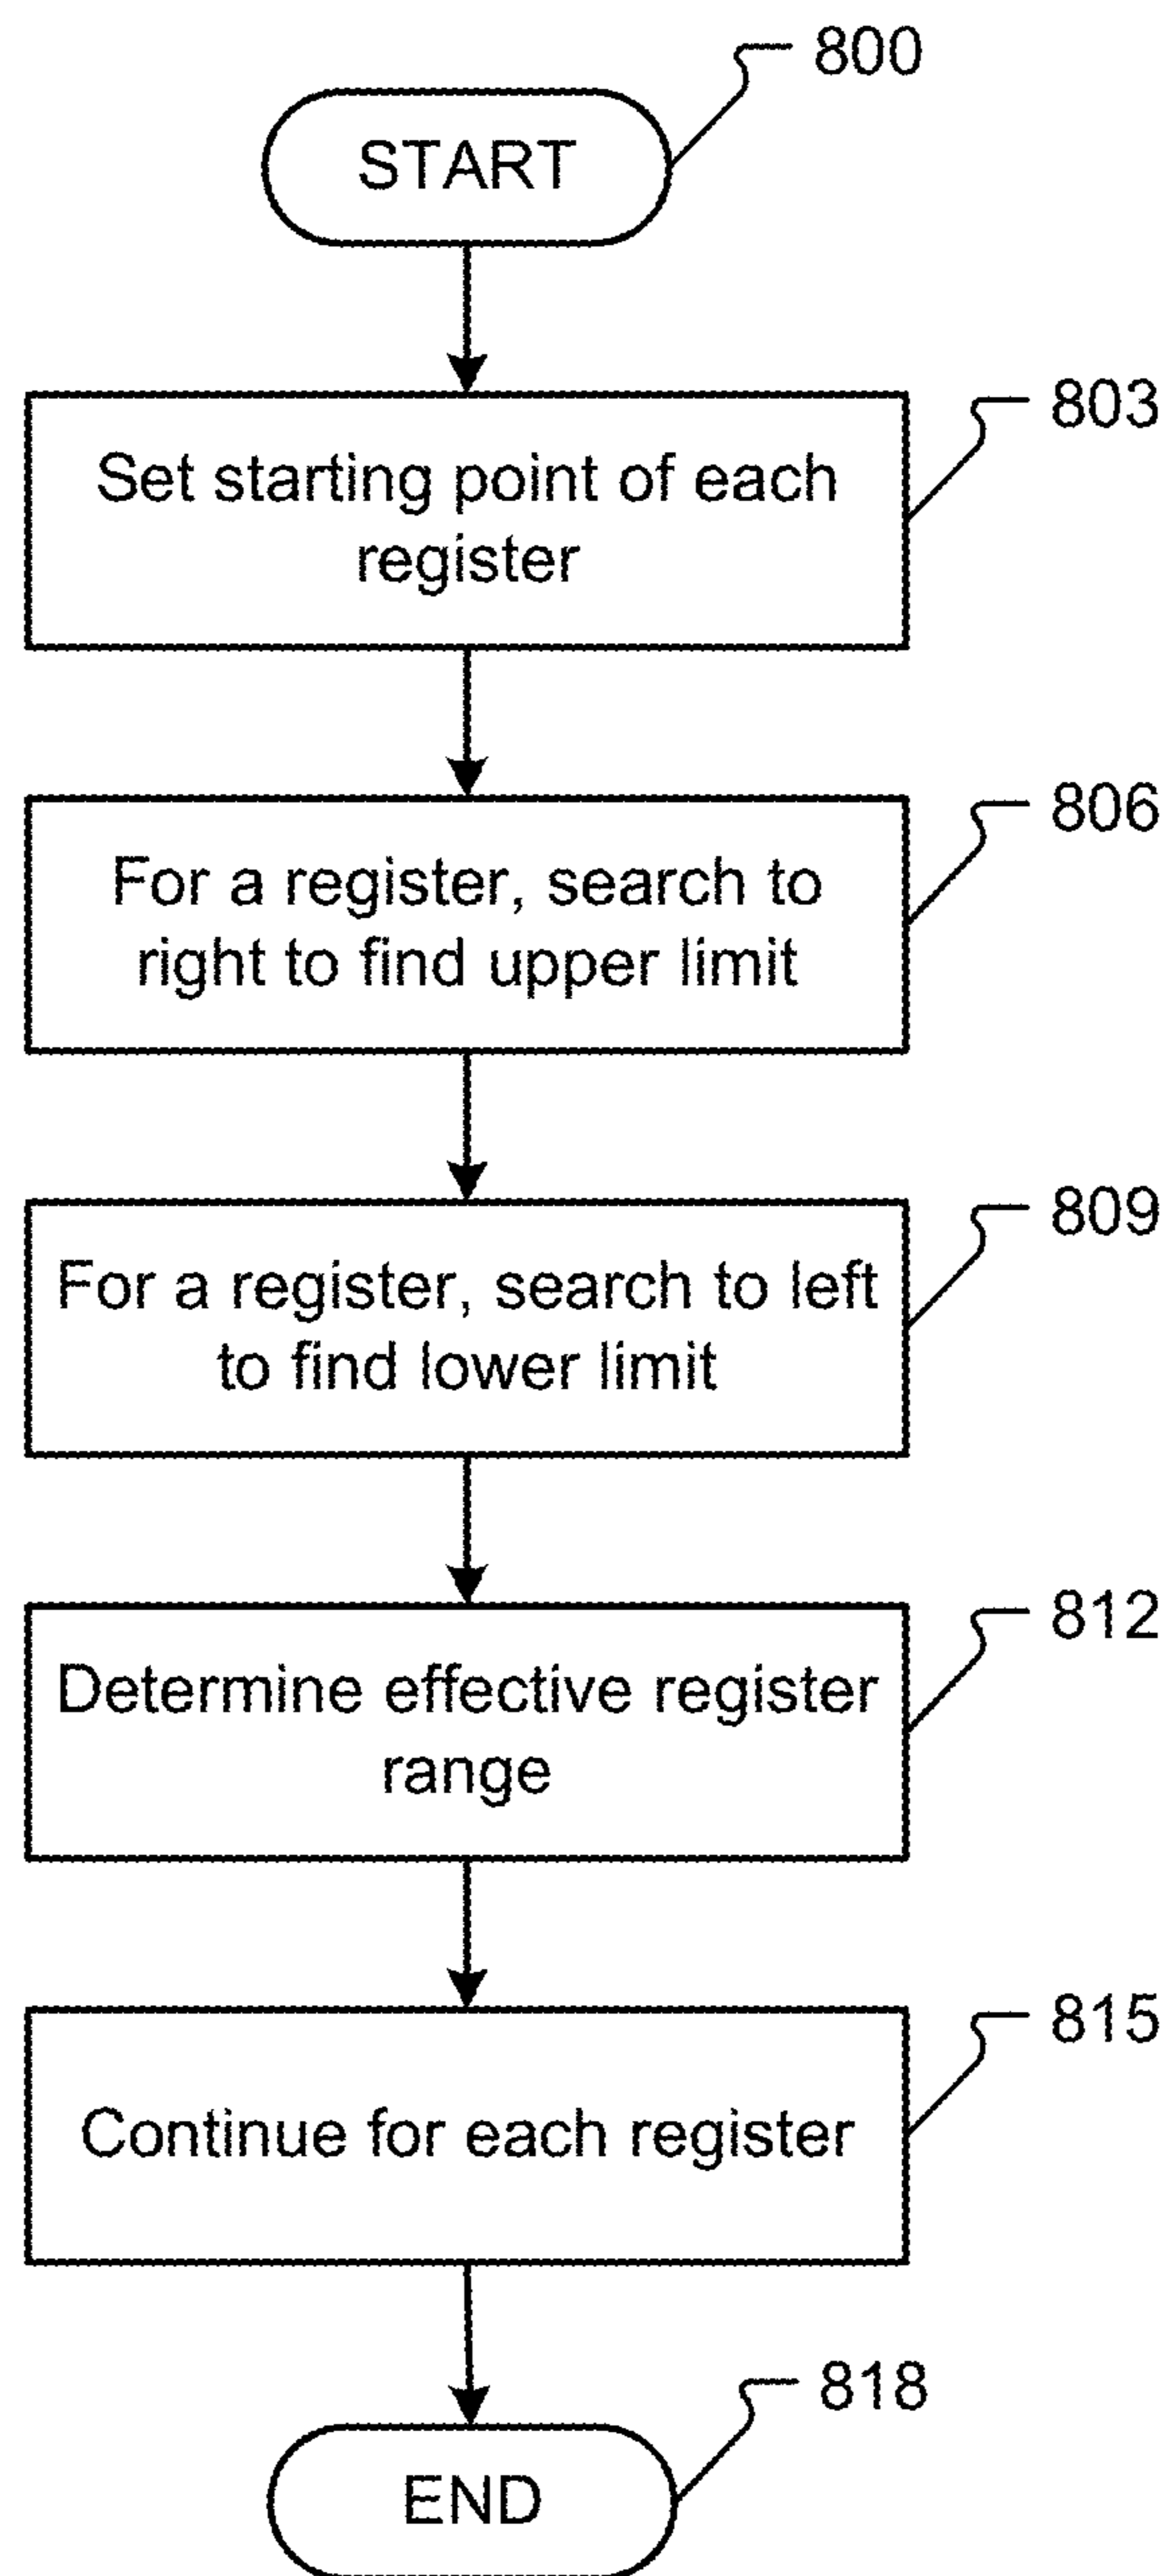 800
START
803
Set starting point of each
register
806
For a register, search to
right to find upper limit
809
For a register, search to left
to find lower limit
812
Determine effective register
range
815
Continue for each register
818
END